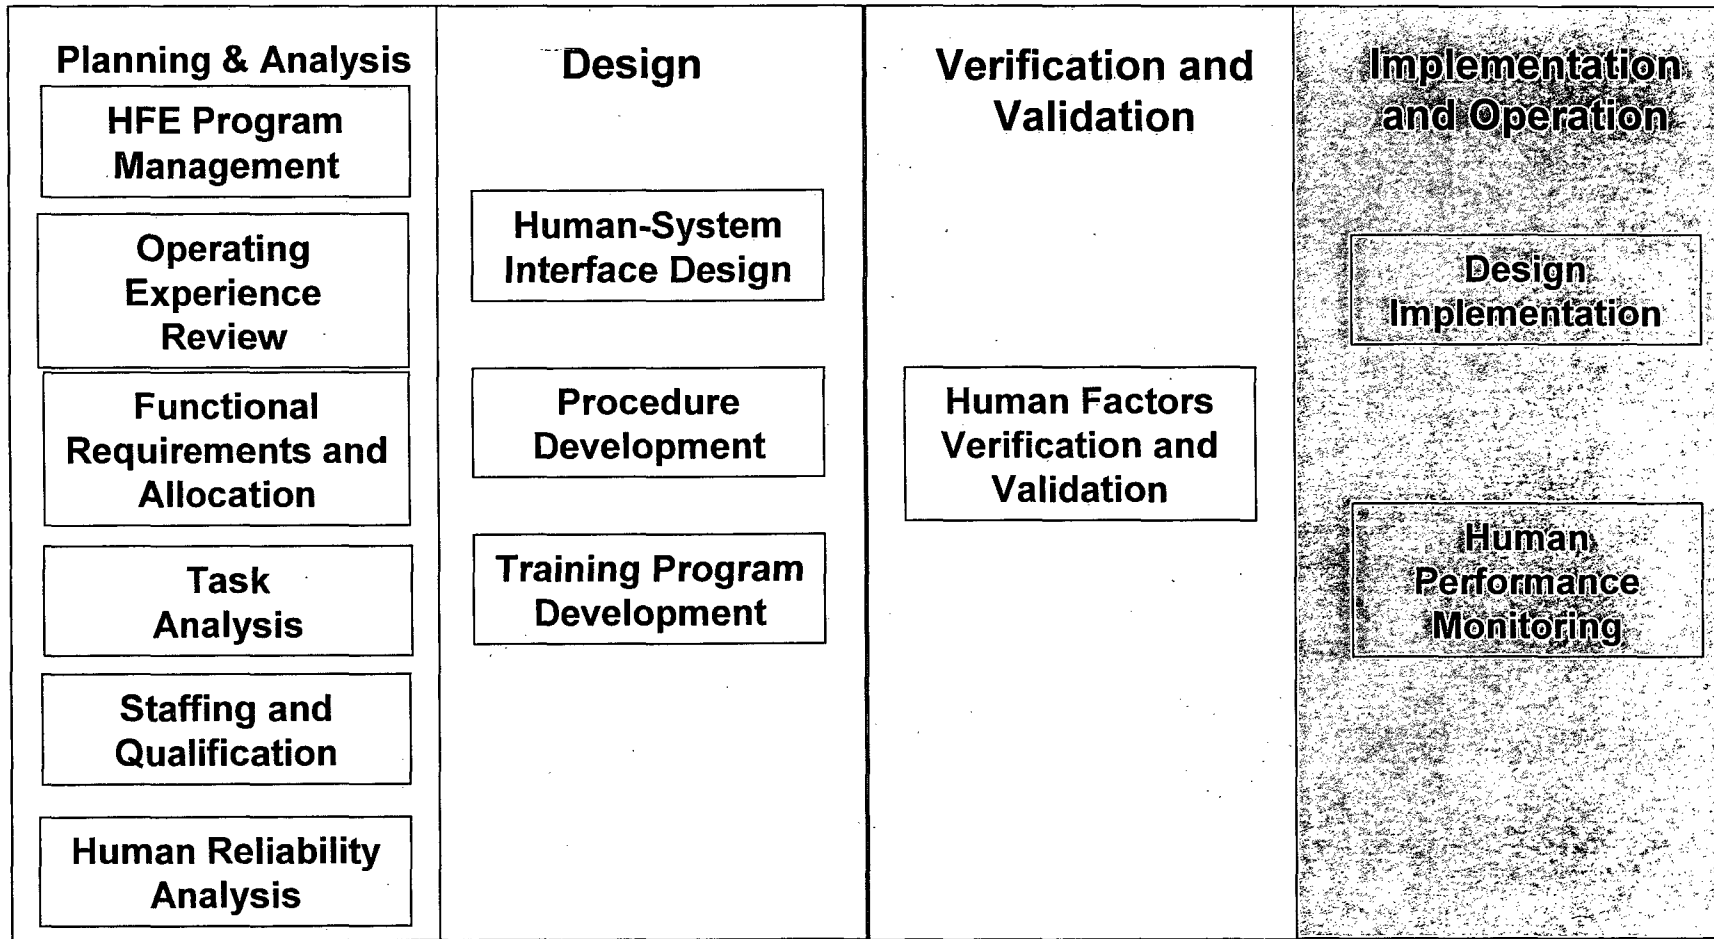 Planning & Analysis
HFE Program
Management
Operating
Experience
Review
Functional
Requirements and
Allocation
Task
Analysis
Staffing and
Qualification
Human Reliability
Analysis
Design
Human-System
Interface Design
Procedure
Development
Training Program
Development
Verification and
Validation
Human Factors
Verification and
Validation
Implementation
and Operation
Design
Implementation
Human
Performance
Monitoring